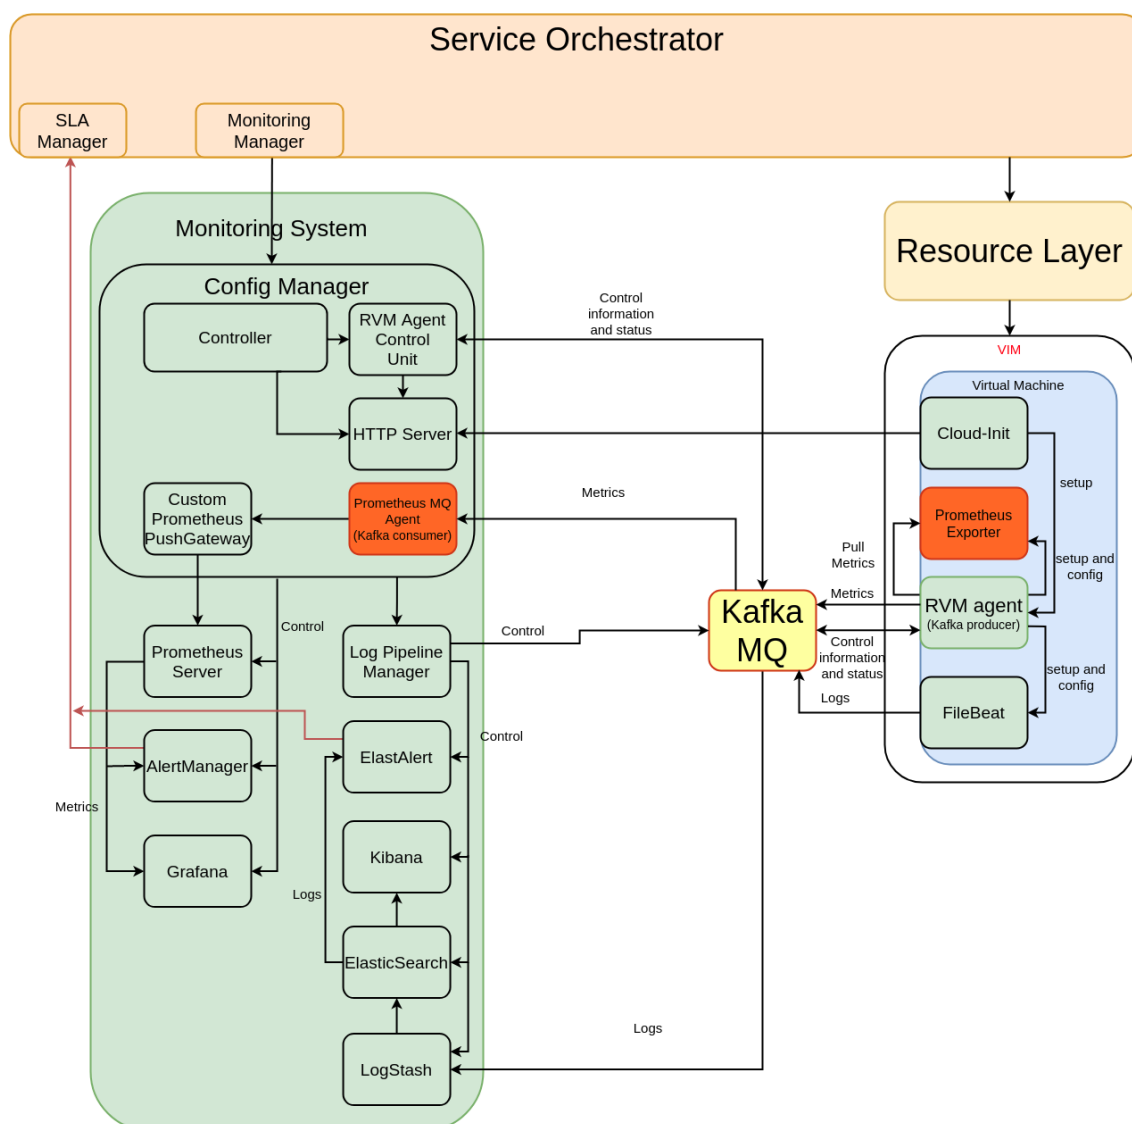 Service Orchestrator
SLA
Manager
Monitoring
Manager
Monitoring System
Config Manager
Controller
RVM Agent
Control
Unit
HTTP Server
Custom
Prometheus
PushGateway
Prometheus MQ
Agent
(Kafka consumer)
Control
information
and status
Metrics
Resource Layer
VIM
Virtual Machine
Cloud-Init
setup
Prometheus
Exporter
setup and
config
Pull
Metrics
Metrics
RVM agent
(Kafka producer)
Kafka
MQ
Control
information
and status
setup and
config
Logs
FileBeat
Control
Prometheus
Server
Log Pipeline
Manager
Control
AlertManager
ElastAlert
Control
Metrics
Grafana
Kibana
Logs
ElasticSearch
LogStash
Logs